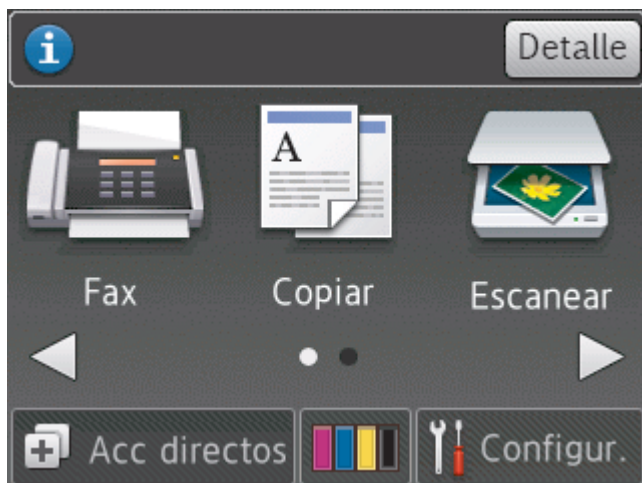 Detalle
A
Fax
Copiar
Escanear
Acc directos
Configur.